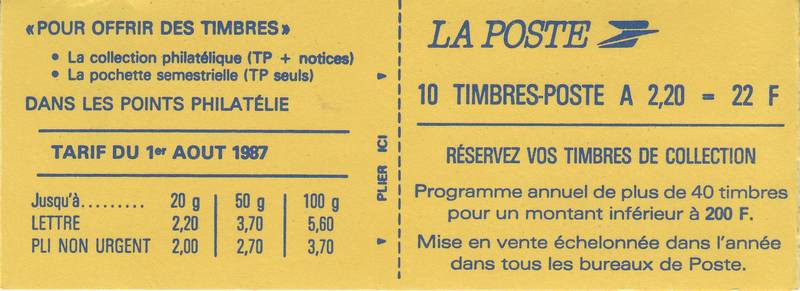 «POUR OFFRIR DES TIMBRES»
• La collection philatélique (TP + notices)
• La pochette semestrielle (TP seuls)
DANS LES POINTS PHILATÉLIE
TARIF DU 1er AOUT 1987
Jusqu'à......... 20 g 50 g 100 g
LETTRE 2,20 3,70 5,60
PLI NON URGENT 2,00 2,70 3,70
PLIER ICI
LA POSTE
10 TIMBRES-POSTE A 2,20 = 22 F
RÉSERVEZ VOS TIMBRES DE COLLECTION
Programme annuel de plus de 40 timbres
pour un montant inférieur à 200 F.
Mise en vente échelonnée dans l'année
dans tous les bureaux de Poste.